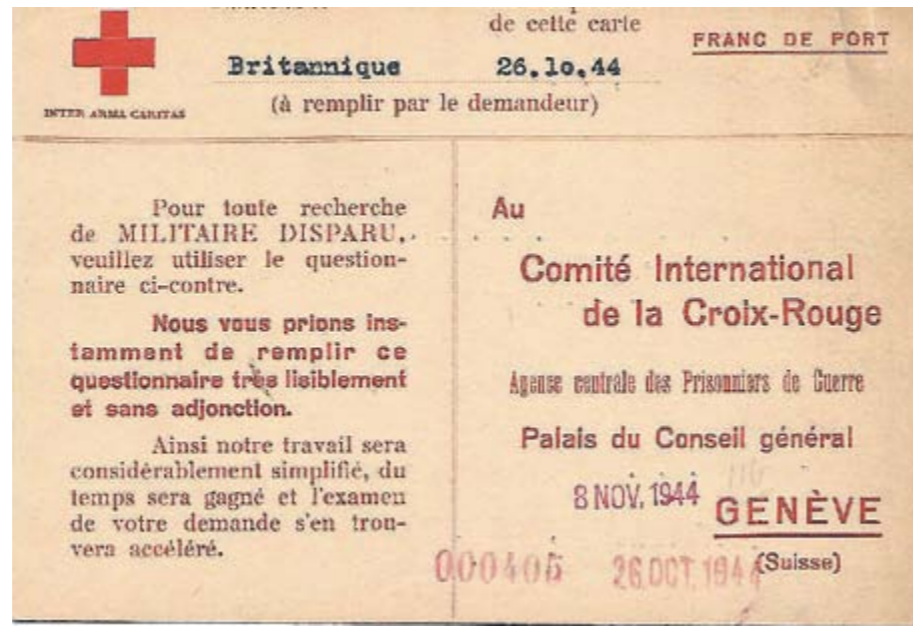 de cette carte
FRANC DE PORT
Britannique
26.10.44
INTER ARMA CARITAS
(à remplir par le demandeur)
Pour toute recherche
de MILITAIRE DISPARU,
veuillez utiliser le question-
naire ci-contre.
Nous vous prions ins-
tamment de remplir ce
questionnaire très lisiblement
et sans adjonction.
Ainsi notre travail sera
considérablement simplifié, du
temps sera gagné et l'examen
de votre demande s'en trou-
vera accéléré.
Au
Comité International
de la Croix-Rouge
Agence centrale des Prisonniers de Guerre
Palais du Conseil général
8 NOV. 1944
GENÈVE
(Suisse)
000405
26 OCT. 1944